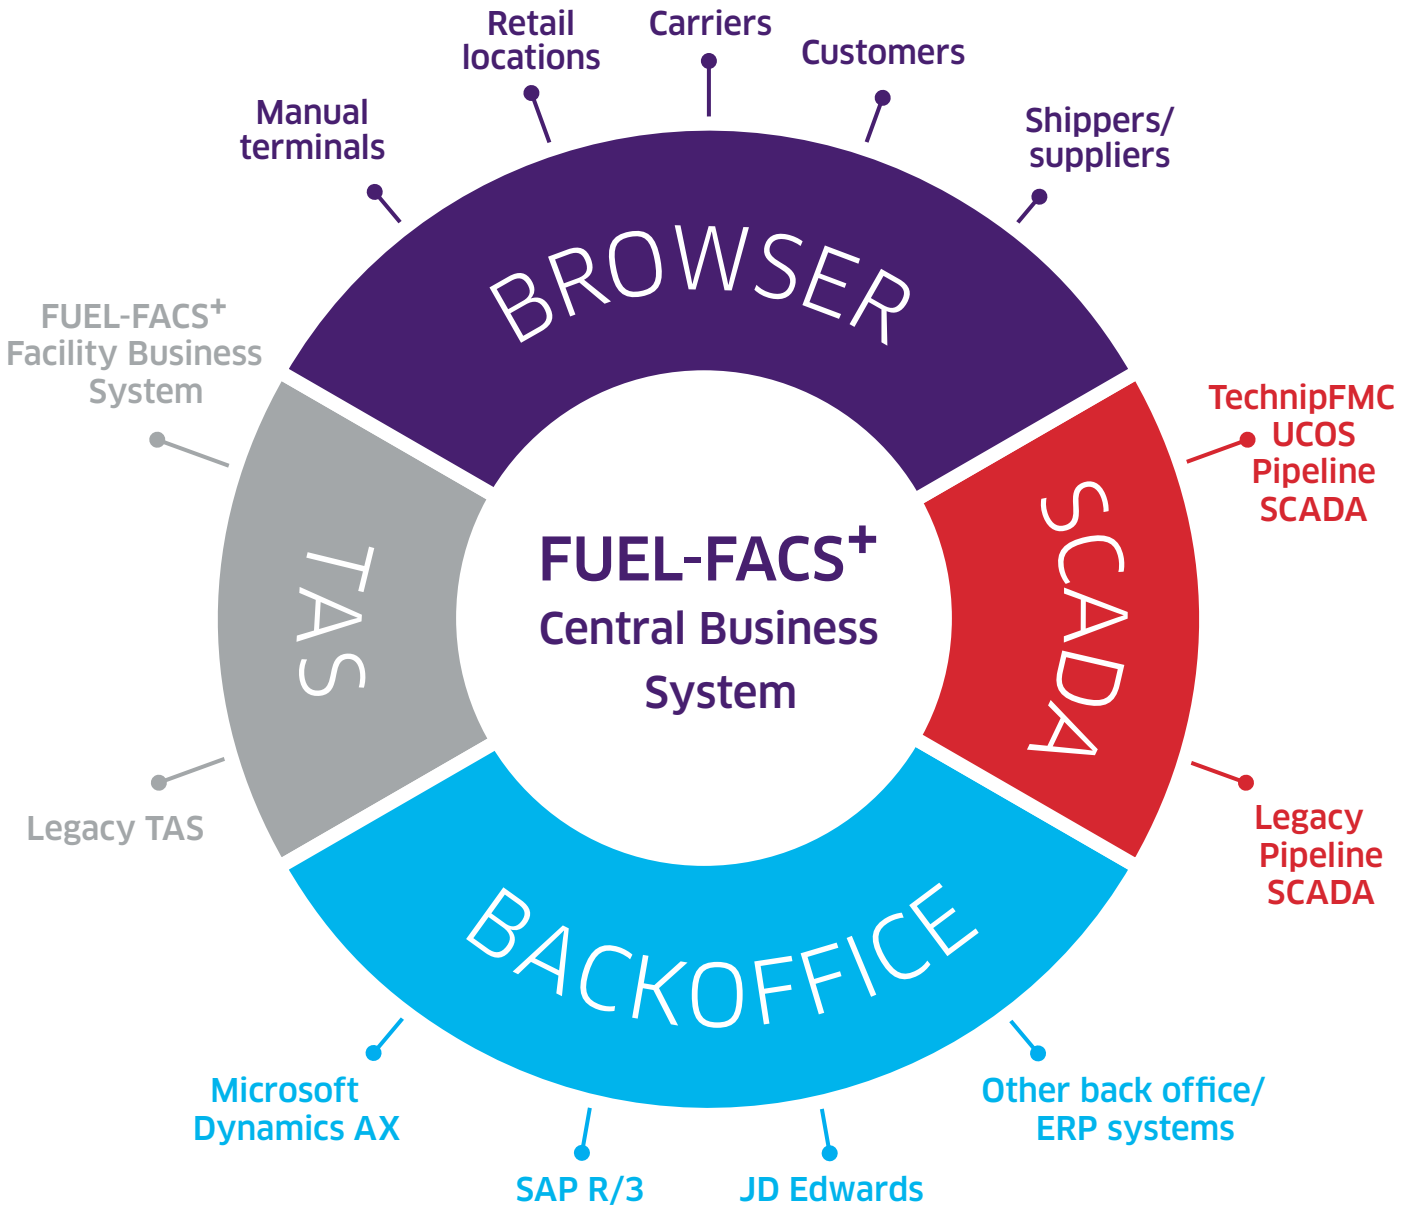 Retail
locations
Carriers
Customers
Manual
terminals
Shippers/
suppliers
BROWSER
FUEL-FACS+
Facility Business
System
TechnipFMC
UCOS
Pipeline
SCADA
TAS
FUEL-FACS+
Central Business
System
SCADA
Legacy TAS
Legacy
Pipeline
SCADA
BACKOFFICE
Microsoft
Dynamics AX
SAP R/3
JD Edwards
Other back office/
ERP systems